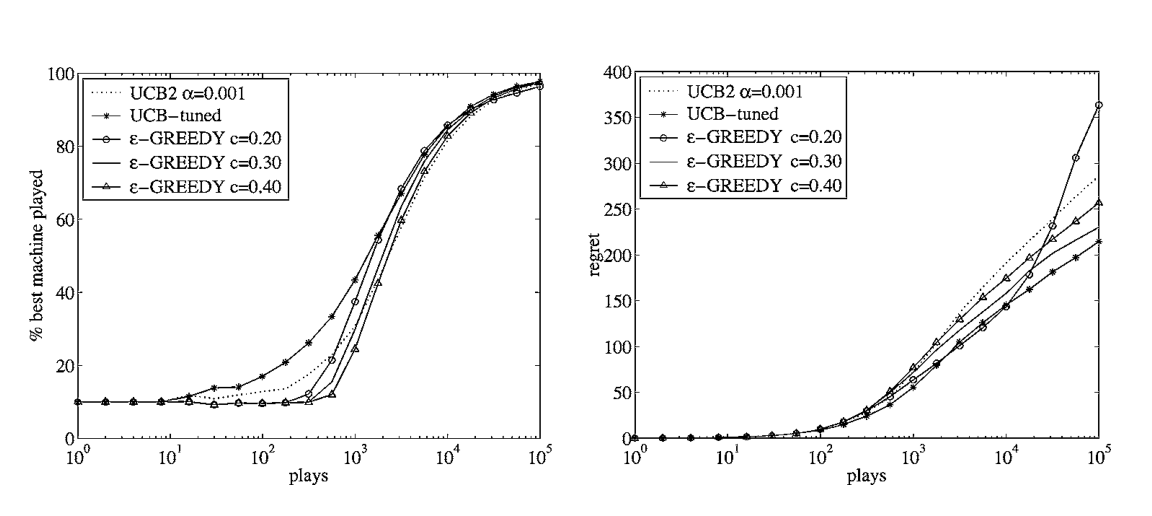 100
80
60
40
20
0
% best machine played
UCB2 α=0.001
UCB−tuned
ε−GREEDY c=0.20
ε−GREEDY c=0.30
ε−GREEDY c=0.40
10^0
10^1
10^2
10^3
10^4
10^5
plays
400
350
300
250
200
150
100
50
0
regret
UCB2 α=0.001
UCB−tuned
ε−GREEDY c=0.20
ε−GREEDY c=0.30
ε−GREEDY c=0.40
10^0
10^1
10^2
10^3
10^4
10^5
plays